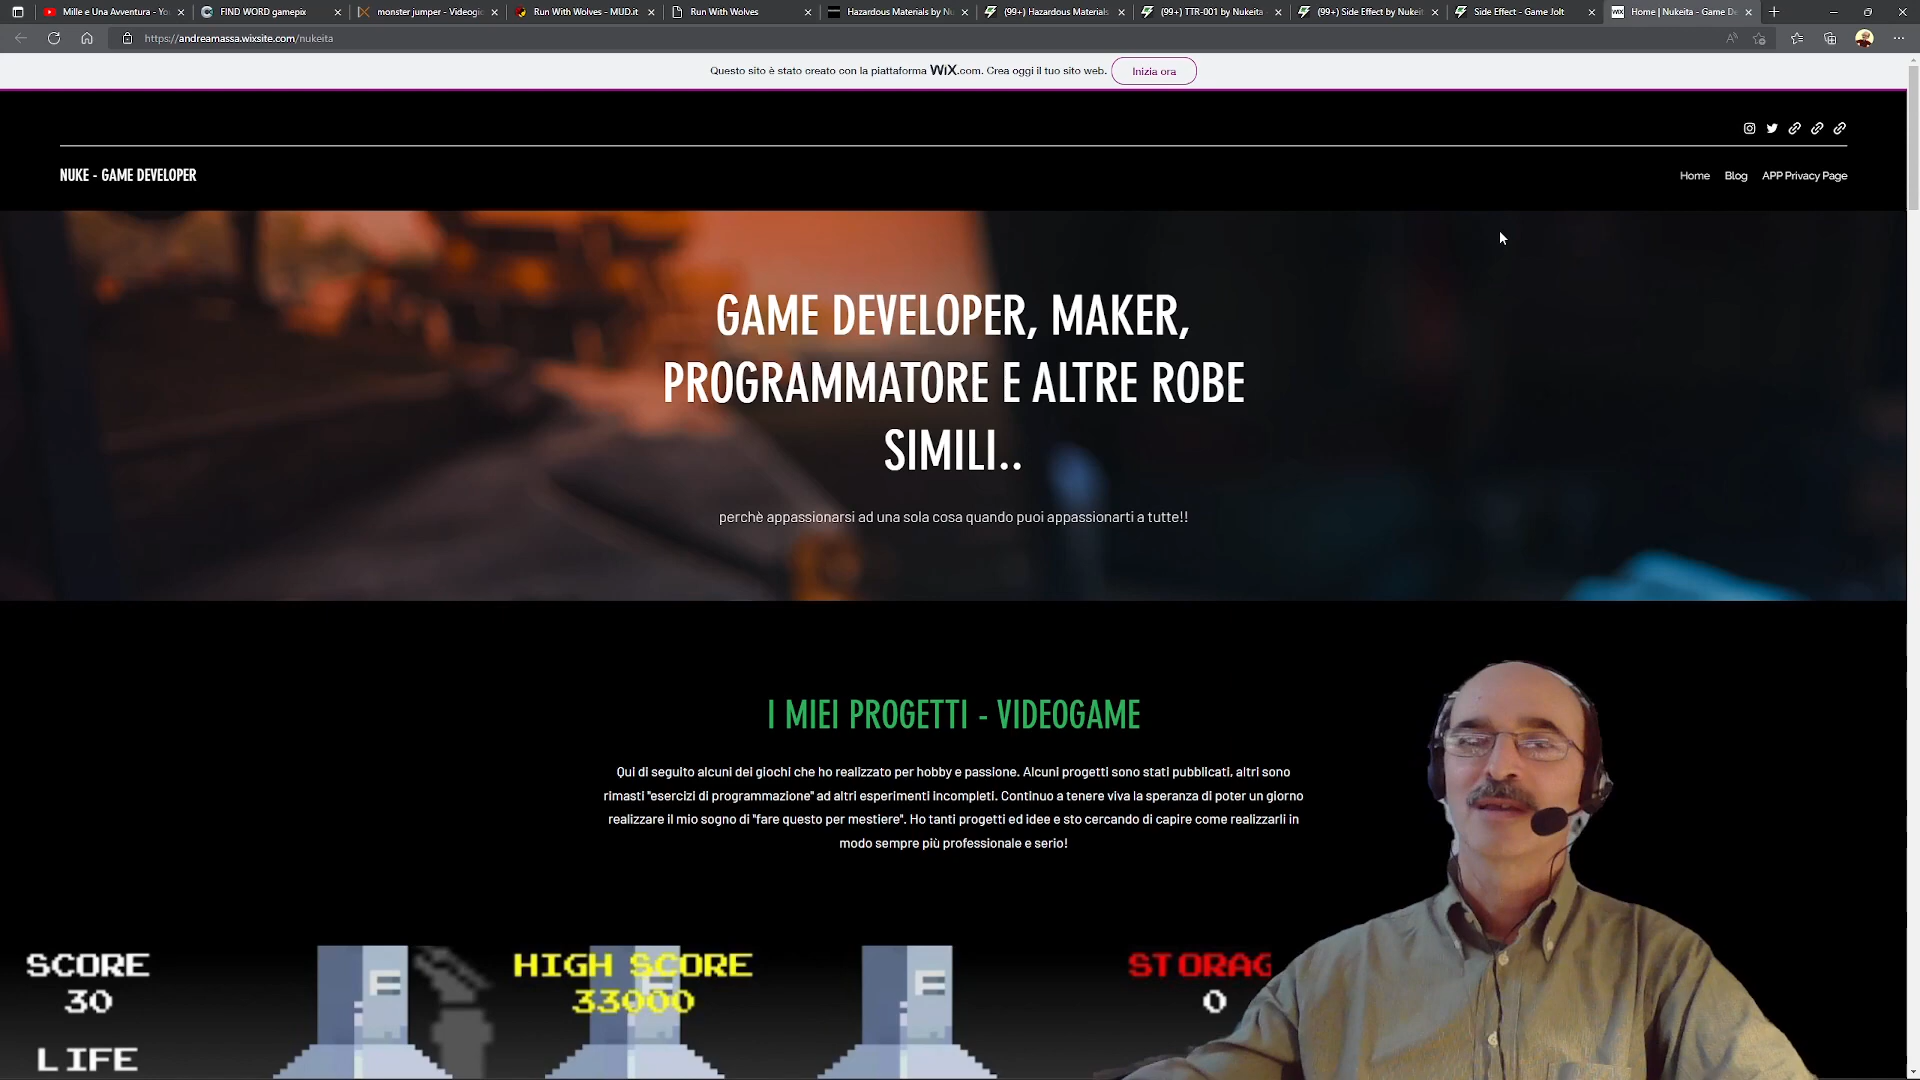 Mille e Una Avventura - Yo
FIND WORD gamepix
monster jumper - Videogio
Run With Wolves - MUD.it
Run With Wolves
Hazardous Materials by Nu
(99+) Hazardous Materials
(99+) TTR-001 by Nukeita -
(99+) Side Effect by Nukeit
Side Effect - Game Jolt
Home | Nukeita - Game De
https://andreamassa.wixsite.com/nukeita
Questo sito è stato creato con la piattaforma WiX.com. Crea oggi il tuo sito web.
Inizia ora
NUKE - GAME DEVELOPER
Home
Blog
APP Privacy Page
GAME DEVELOPER, MAKER,
PROGRAMMATORE E ALTRE ROBE
SIMILI..
perchè appassionarsi ad una sola cosa quando puoi appassionarti a tutte!!
I MIEI PROGETTI - VIDEOGAME
Qui di seguito alcuni dei giochi che ho realizzato per hobby e passione. Alcuni progetti sono stati pubblicati, altri sono
rimasti "esercizi di programmazione" ad altri esperimenti incompleti. Continuo a tenere viva la speranza di poter un giorno
realizzare il mio sogno di "fare questo per mestiere". Ho tanti progetti ed idee e sto cercando di capire come realizzarli in
modo sempre più professionale e serio!
SCORE
30
HIGH SCORE
33000
STORAG
0
LIFE
E
E
E